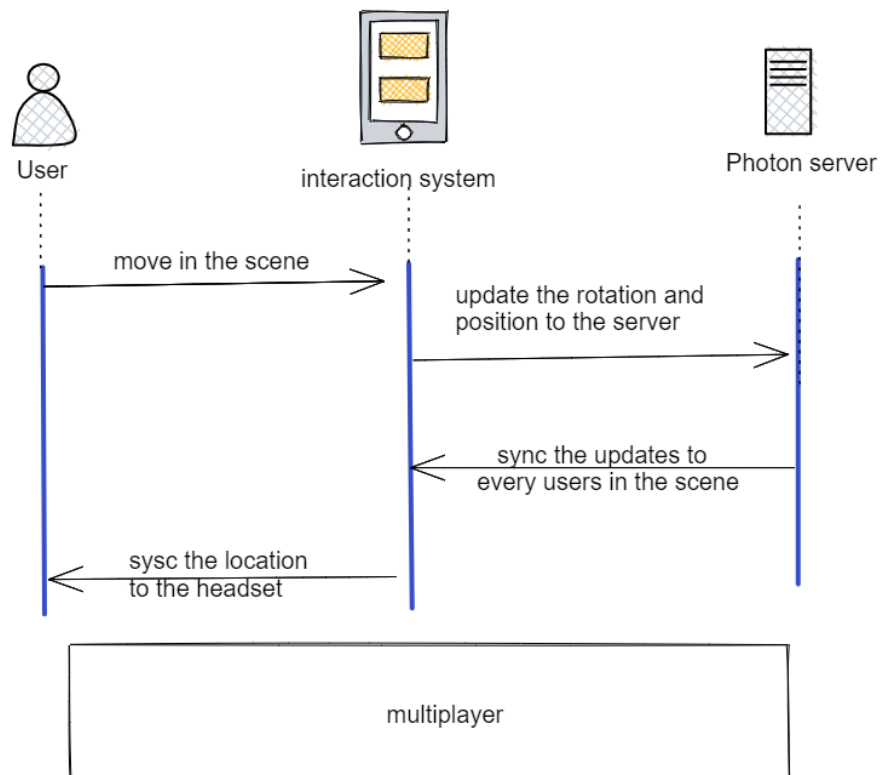 User
interaction system
Photon server
move in the scene
update the rotation and
position to the server
sync the updates to
every users in the scene
sysc the location
to the headset
multiplayer